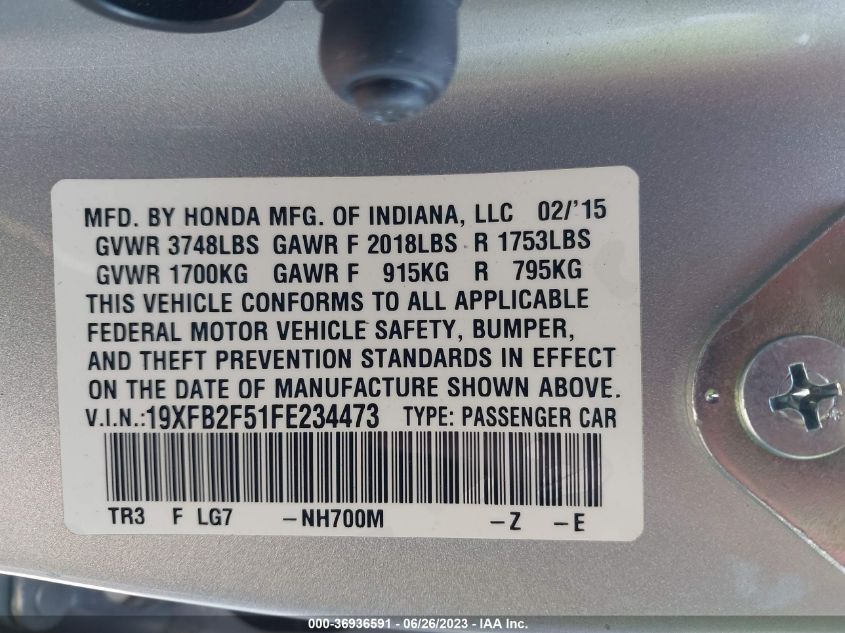 MFD. BY HONDA MFG. OF INDIANA, LLC 02/'15
GVWR 3748LBS GAWR F 2018LBS R 1753LBS
GVWR 1700KG GAWR F 915KG R 795KG
THIS VEHICLE CONFORMS TO ALL APPLICABLE
FEDERAL MOTOR VEHICLE SAFETY, BUMPER,
AND THEFT PREVENTION STANDARDS IN EFFECT
ON THE DATE OF MANUFACTURE SHOWN ABOVE.
V.I.N.:19XFB2F51FE234473 TYPE: PASSENGER CAR
TR3 F LG7 -NH700M -Z -E
000-36936591 - 06/26/2023 - IAA Inc.